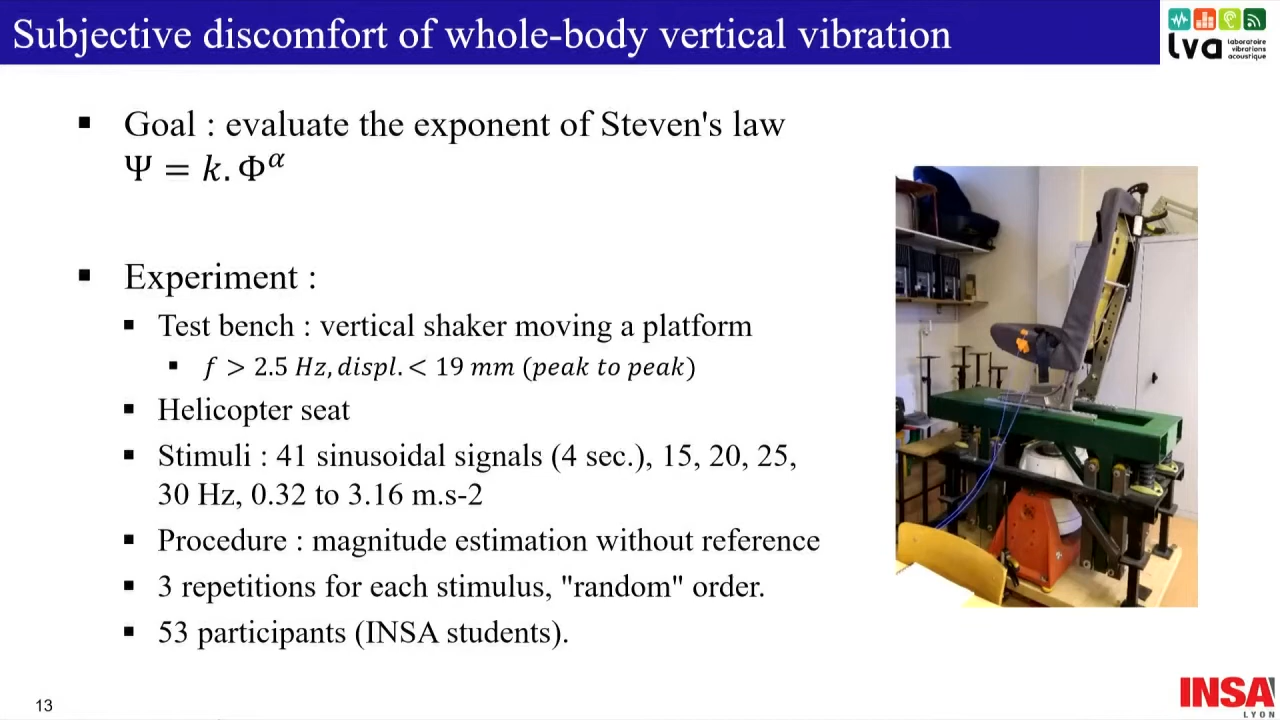 Subjective discomfort of whole-body vertical vibration
lva laboratoire
vibrations
acoustique
▪ Goal : evaluate the exponent of Steven's law
Ψ = k. Φ^α
▪ Experiment :
▪ Test bench : vertical shaker moving a platform
▪ f > 2.5 Hz, displ. < 19 mm (peak to peak)
▪ Helicopter seat
▪ Stimuli : 41 sinusoidal signals (4 sec.), 15, 20, 25,
30 Hz, 0.32 to 3.16 m.s-2
▪ Procedure : magnitude estimation without reference
▪ 3 repetitions for each stimulus, "random" order.
▪ 53 participants (INSA students).
13
INSA
LYON